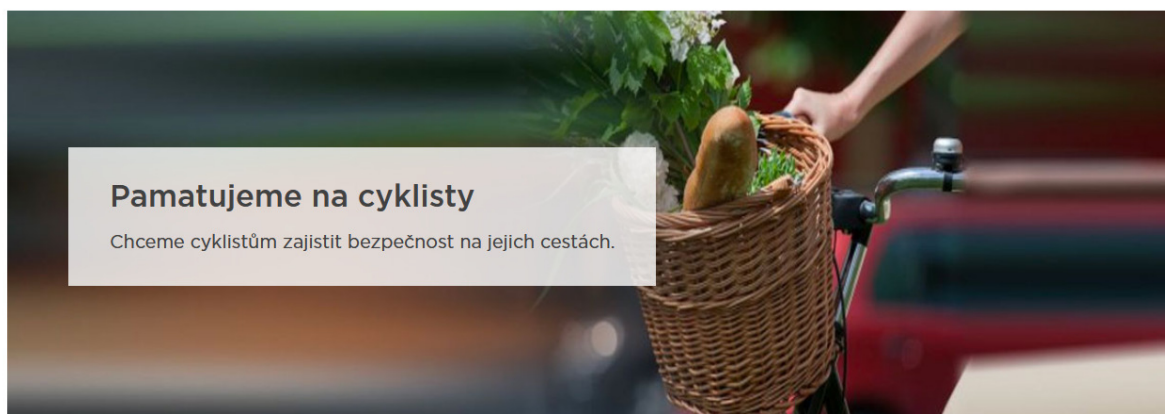 Pamatujeme na cyklisty
Chceme cyklistům zajistit bezpečnost na jejich cestách.